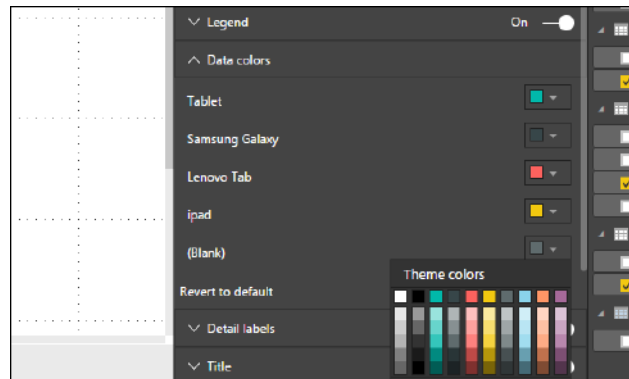 Legend On
Data colors
Tablet
Samsung Galaxy
Lenovo Tab
ipad
(Blank)
Theme colors
Revert to default
Detail labels
Title